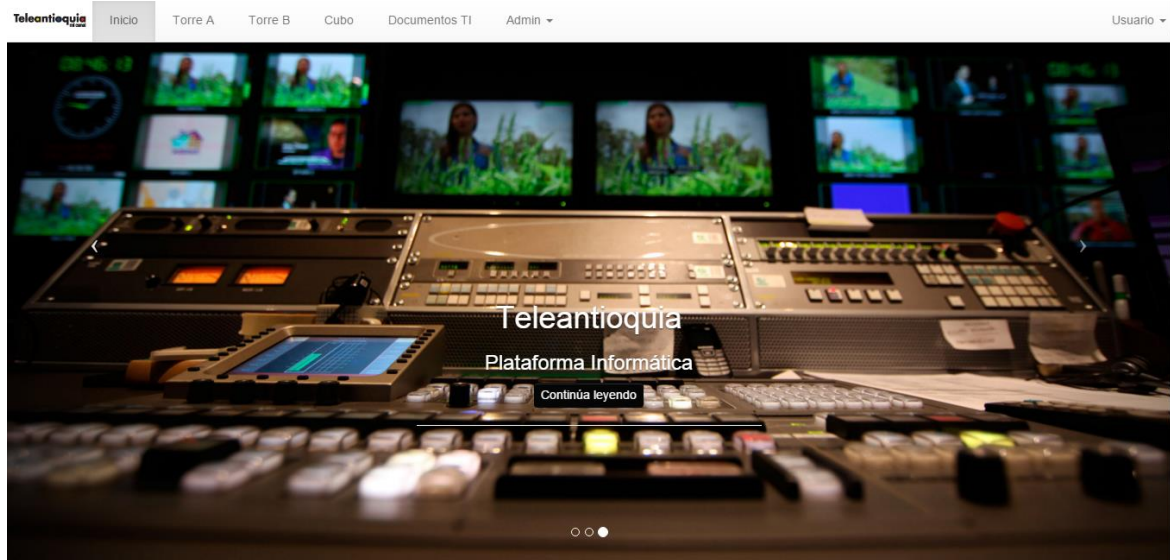 Teleantioquia Inicio Torre A Torre B Cubo Documentos TI Admin Usuario
Teleantioquia
Plataforma Informática
Continúa leyendo